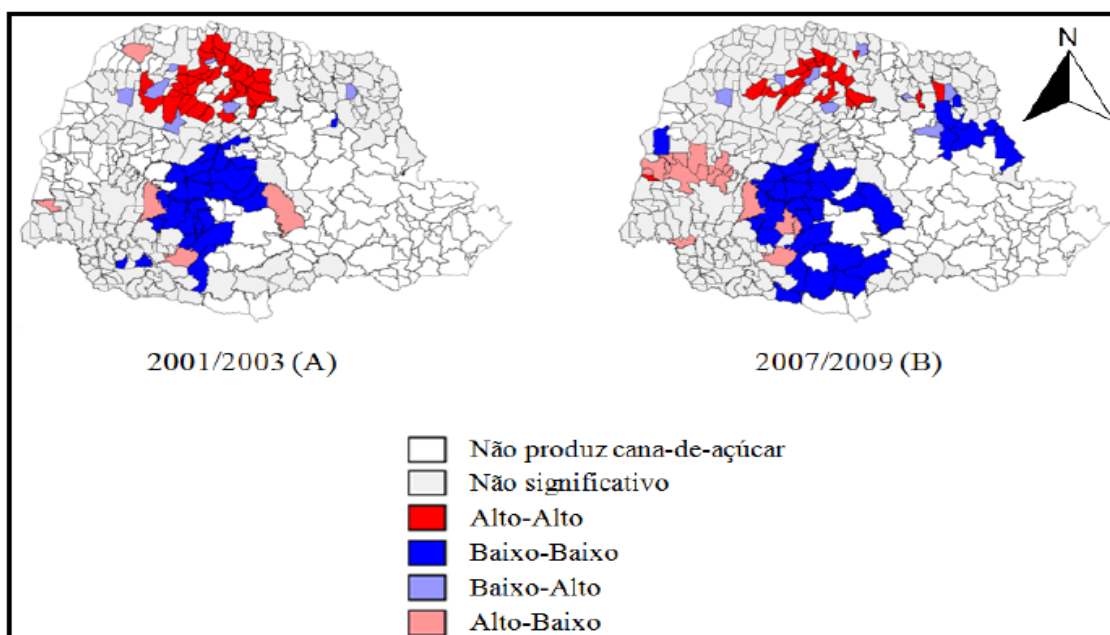 N
2001/2003 (A)
2007/2009 (B)
Não produz cana-de-açúcar
Não significativo
Alto-Alto
Baixo-Baixo
Baixo-Alto
Alto-Baixo